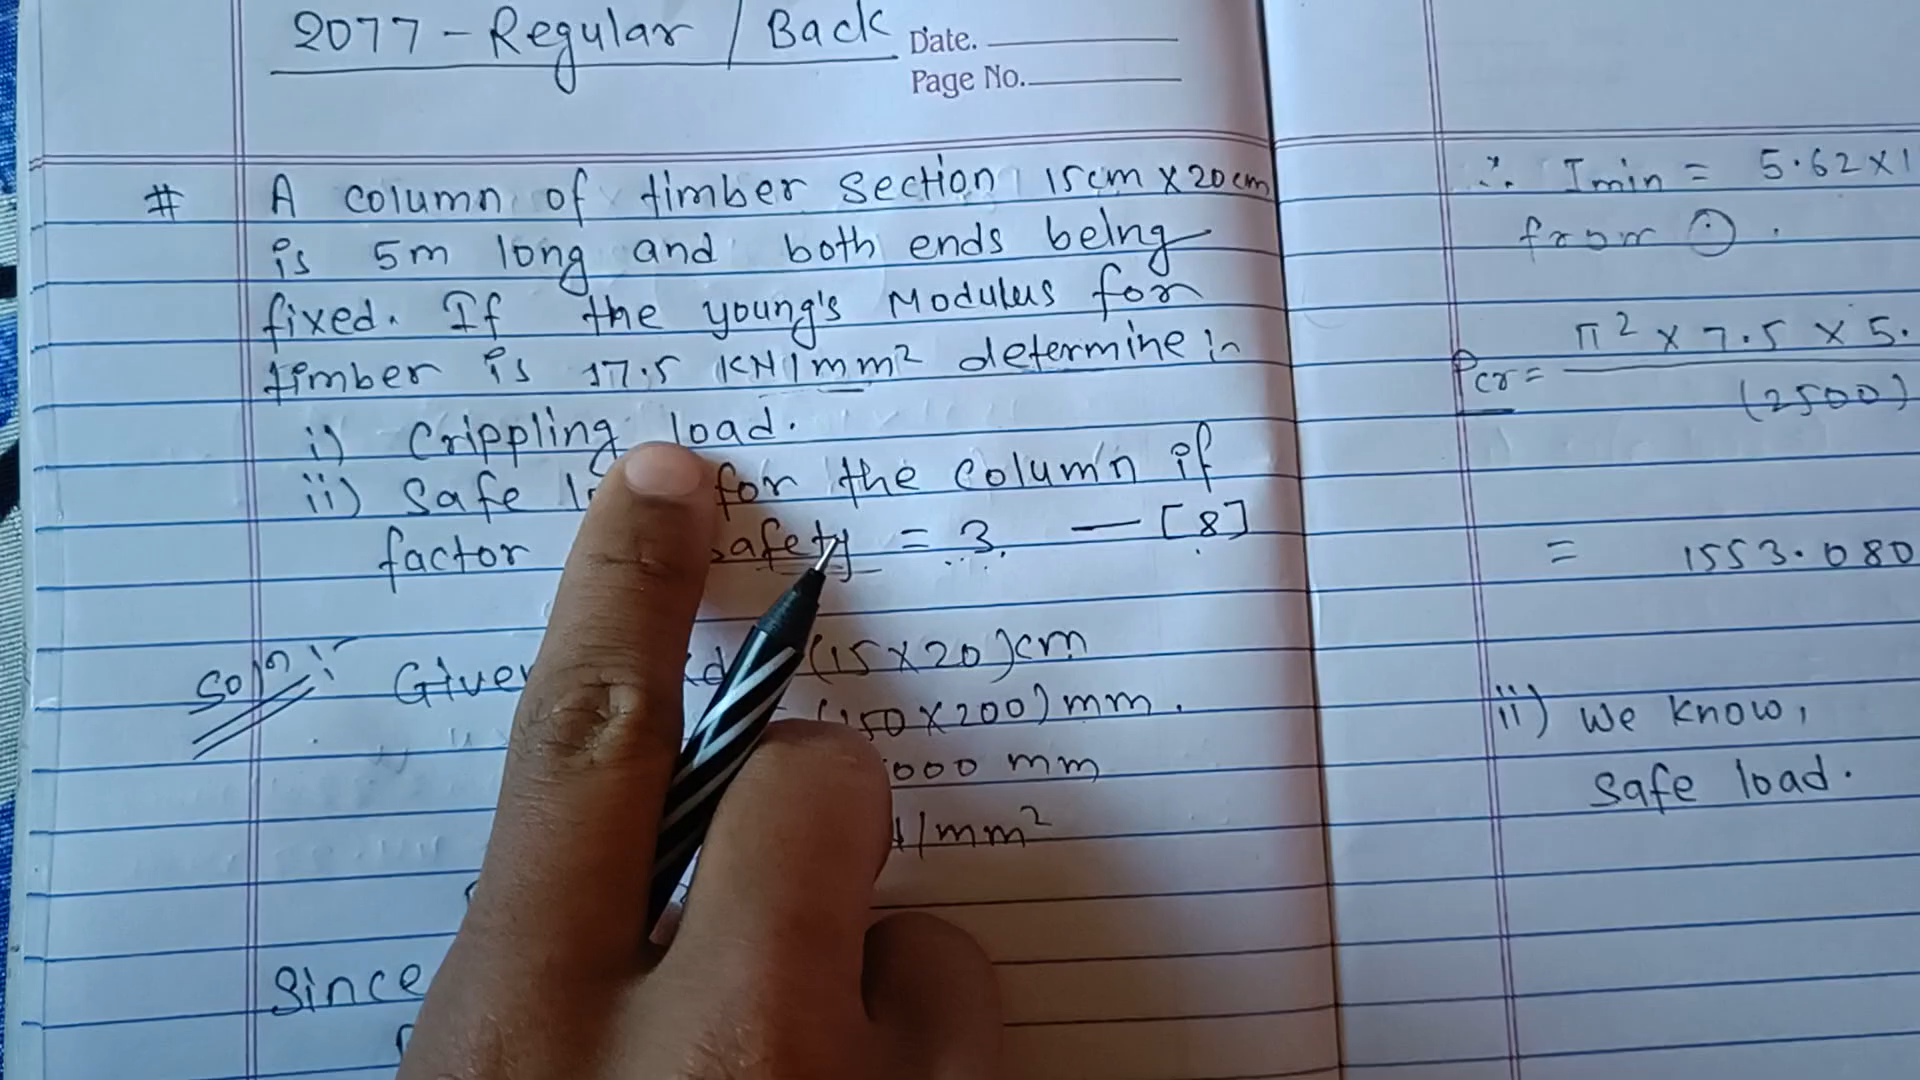 2077 - Regular / Back
Date.
Page No.
# A column of timber section 15cm x 20cm
is 5m long and both ends being
fixed. If the young's Modulus for
timber is 17.5 KN/mm² determine in
i) Crippling load.
ii) Safe for the column if
factor safety = 3. — [8]
Soln:- (15x20)cm
(150x200) mm.
000 mm
/mm²
Since
∴ Imin = 5.62x1
from ⊙.
Pcr = π² x 7.5 x 5.
(2500)
= 1553.080
ii) We know,
Safe load.